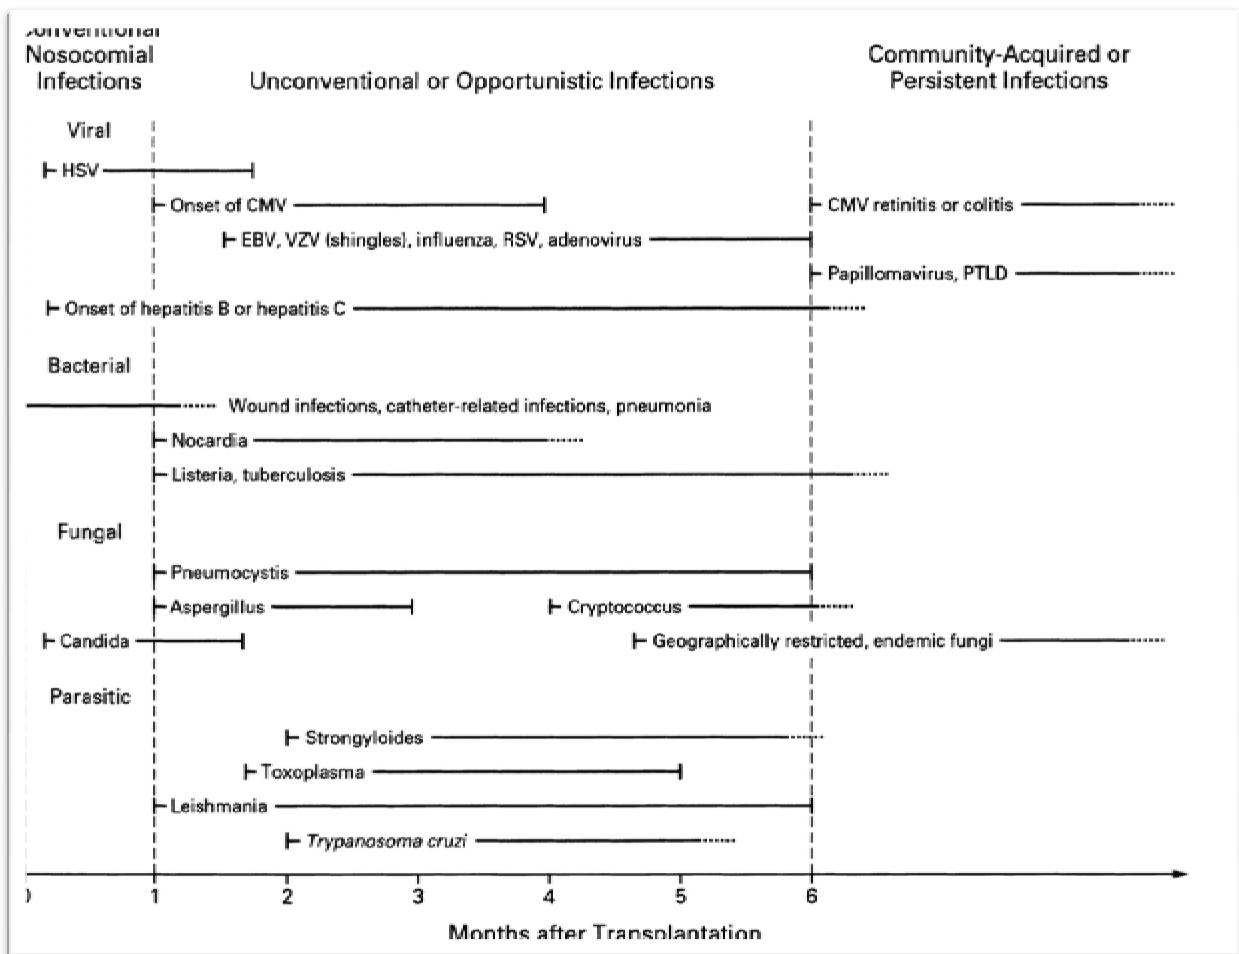 Conventional
Nosocomial
Infections
Unconventional or Opportunistic Infections
Community-Acquired or
Persistent Infections
Viral
HSV
Onset of CMV
CMV retinitis or colitis
EBV, VZV (shingles), influenza, RSV, adenovirus
Papillomavirus, PTLD
Onset of hepatitis B or hepatitis C
Bacterial
Wound infections, catheter-related infections, pneumonia
Nocardia
Listeria, tuberculosis
Fungal
Pneumocystis
Aspergillus
Cryptococcus
Candida
Geographically restricted, endemic fungi
Parasitic
Strongyloides
Toxoplasma
Leishmania
Trypanosoma cruzi
0 1 2 3 4 5 6
Months after Transplantation